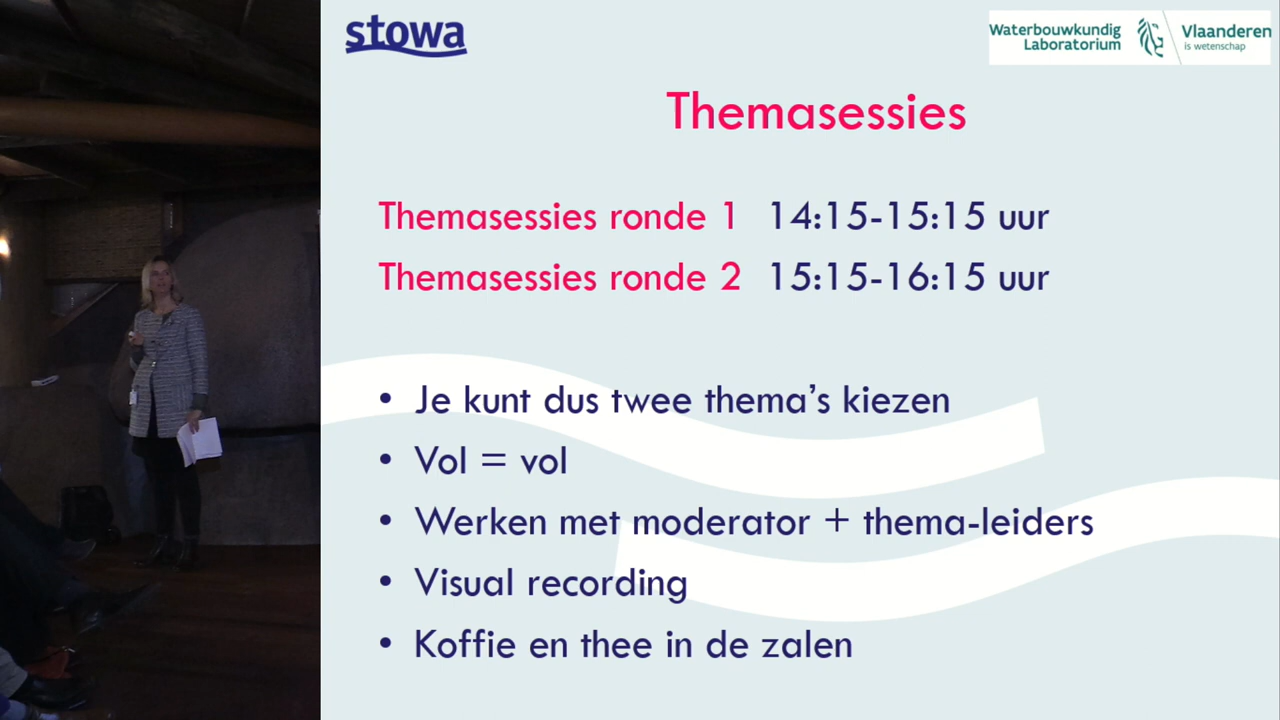 stowa
Waterbouwkundig
Laboratorium
Vlaanderen
is wetenschap
Themasessies
Themasessies ronde 1 14:15-15:15 uur
Themasessies ronde 2 15:15-16:15 uur
• Je kunt dus twee thema's kiezen
• Vol = vol
• Werken met moderator + thema-leiders
• Visual recording
• Koffie en thee in de zalen